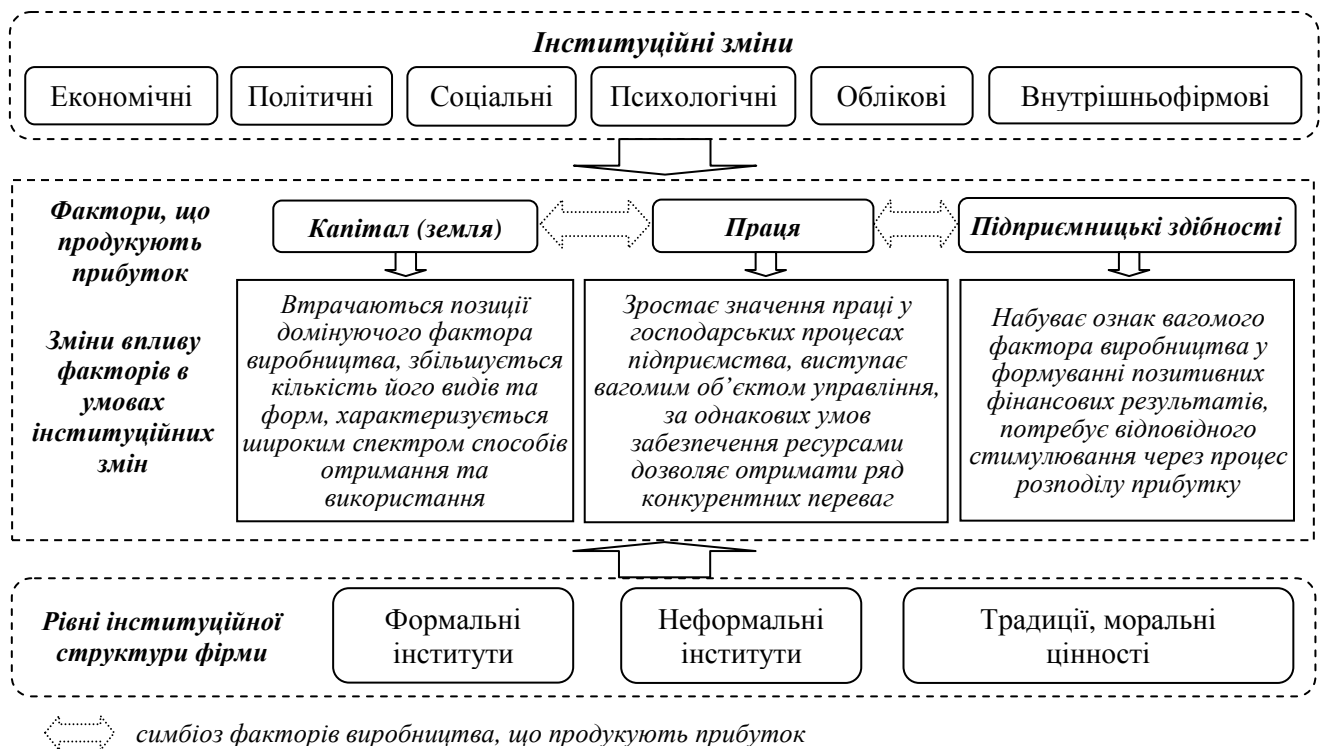 Інституційні зміни
Економічні
Політичні
Соціальні
Психологічні
Облікові
Внутрішньофірмові
Фактори, що
продукують
прибуток
Капітал (земля)
Праця
Підприємницькі здібності
Зміни впливу
факторів в
умовах
інституційних
змін
Втрачаються позиції
домінуючого фактора
виробництва, збільшується
кількість його видів та
форм, характеризується
широким спектром способів
отримання та
використання
Зростає значення праці у
господарських процесах
підприємства, виступає
вагомим об’єктом управління,
за однакових умов
забезпечення ресурсами
дозволяє отримати ряд
конкурентних переваг
Набуває ознак вагомого
фактора виробництва у
формуванні позитивних
фінансових результатів,
потребує відповідного
стимулювання через процес
розподілу прибутку
Рівні інституційної
структури фірми
Формальні
інститути
Неформальні
інститути
Традиції, моральні
цінності
симбіоз факторів виробництва, що продукують прибуток